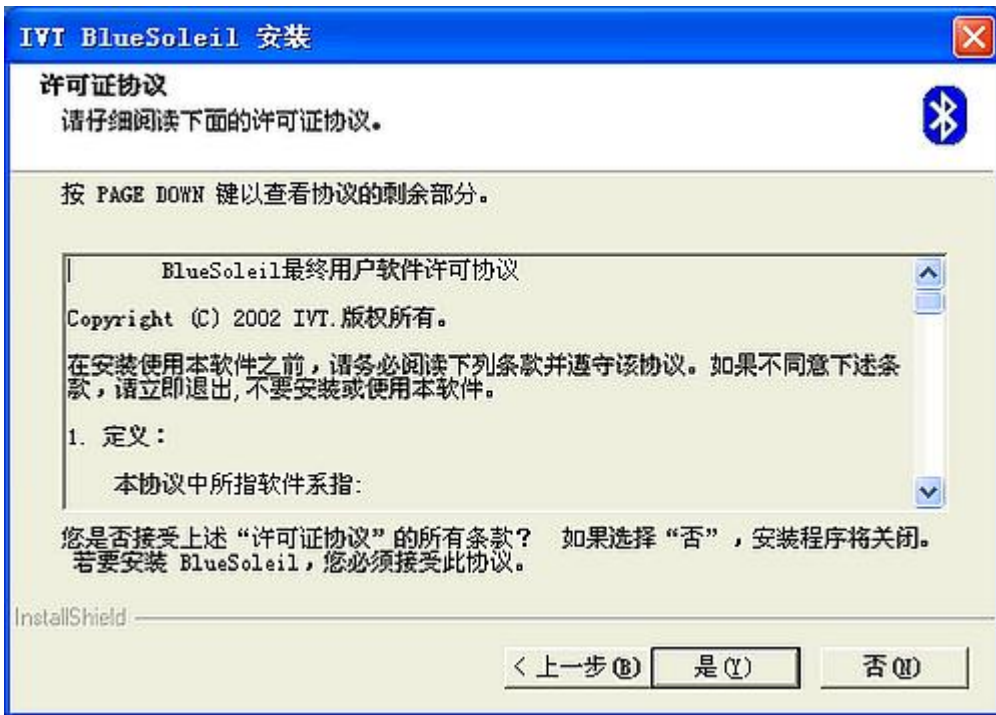 IVT BlueSoleil 安装
许可证协议
请仔细阅读下面的许可证协议。
按 PAGE DOWN 键以查看协议的剩余部分。
BlueSoleil最终用户软件许可协议
Copyright (C) 2002 IVT.版权所有。
在安装使用本软件之前，请务必阅读下列条款并遵守该协议。如果不同意下述条
款，请立即退出,不要安装或使用本软件。
1. 定义：
本协议中所指软件系指:
您是否接受上述“许可证协议”的所有条款？ 如果选择“否”，安装程序将关闭。
若要安装 BlueSoleil，您必须接受此协议。
InstallShield
< 上一步(B) 是(Y) 否(N)